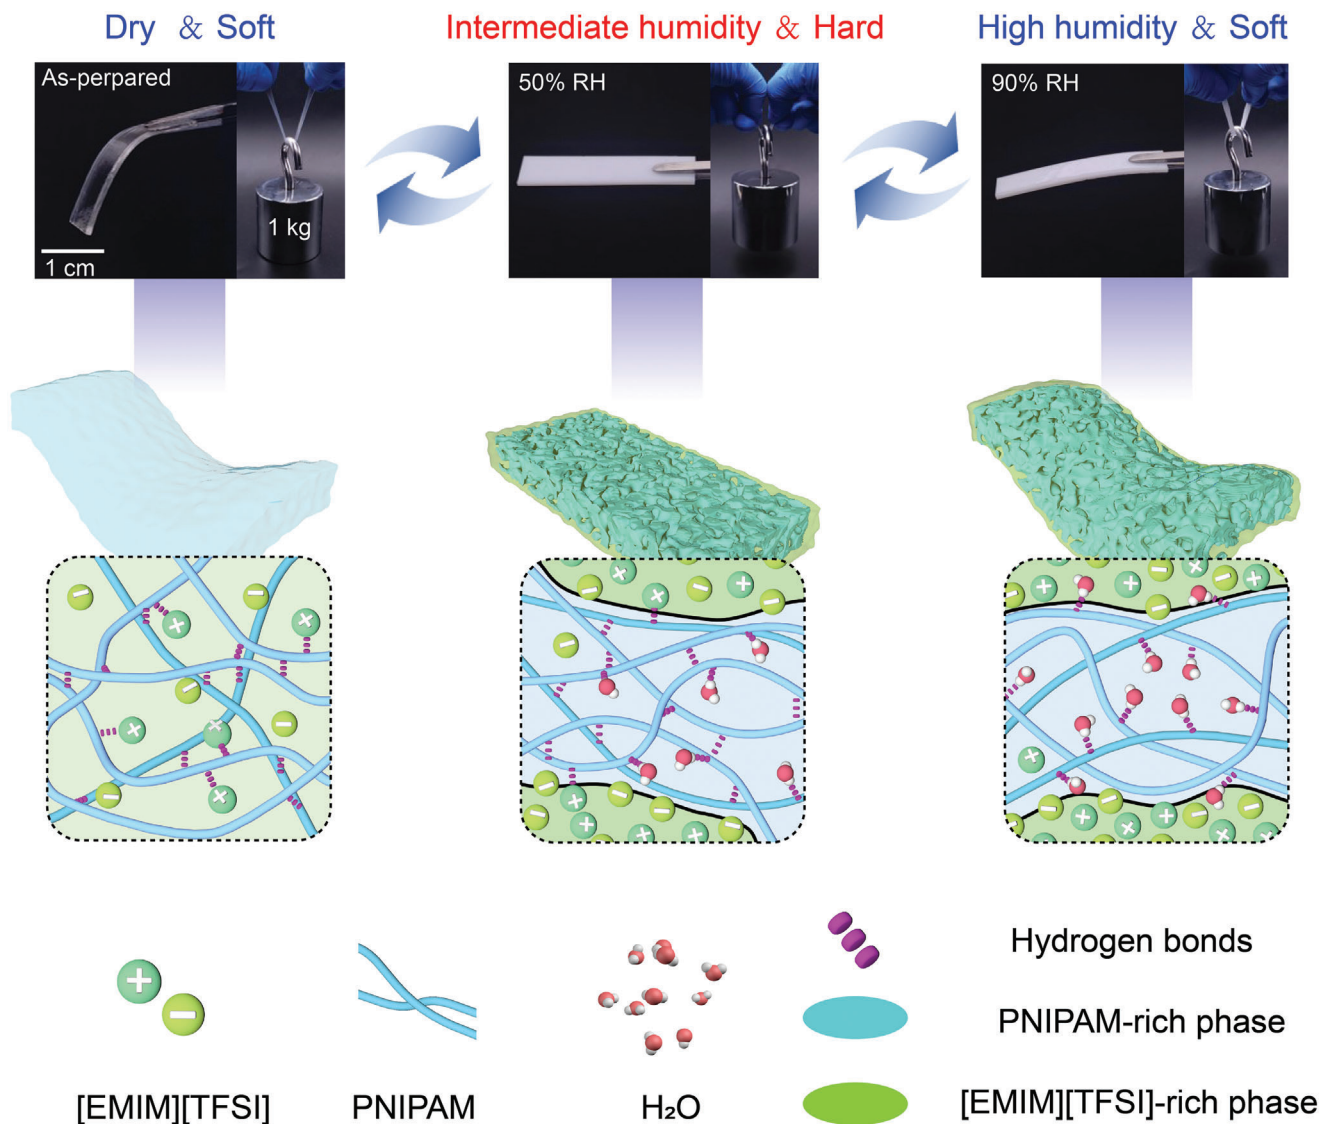 Dry & Soft
Intermediate humidity & Hard
High humidity & Soft
As-perpared
1 kg
1 cm
50% RH
90% RH
Hydrogen bonds
PNIPAM-rich phase
[EMIM][TFSI]-rich phase
[EMIM][TFSI]
PNIPAM
H₂O